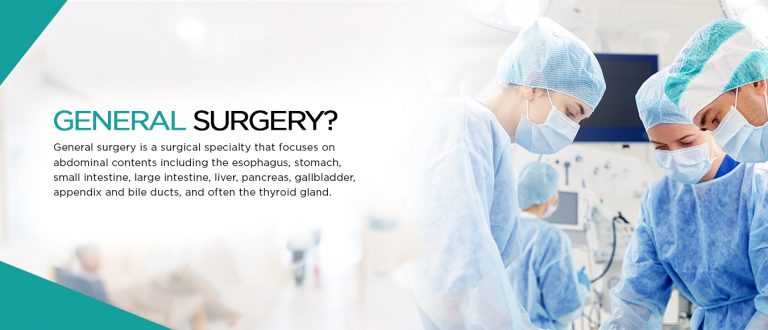 GENERAL SURGERY?
General surgery is a surgical specialty that focuses on
abdominal contents including the esophagus, stomach,
small intestine, large intestine, liver, pancreas, gallbladder,
appendix and bile ducts, and often the thyroid gland.